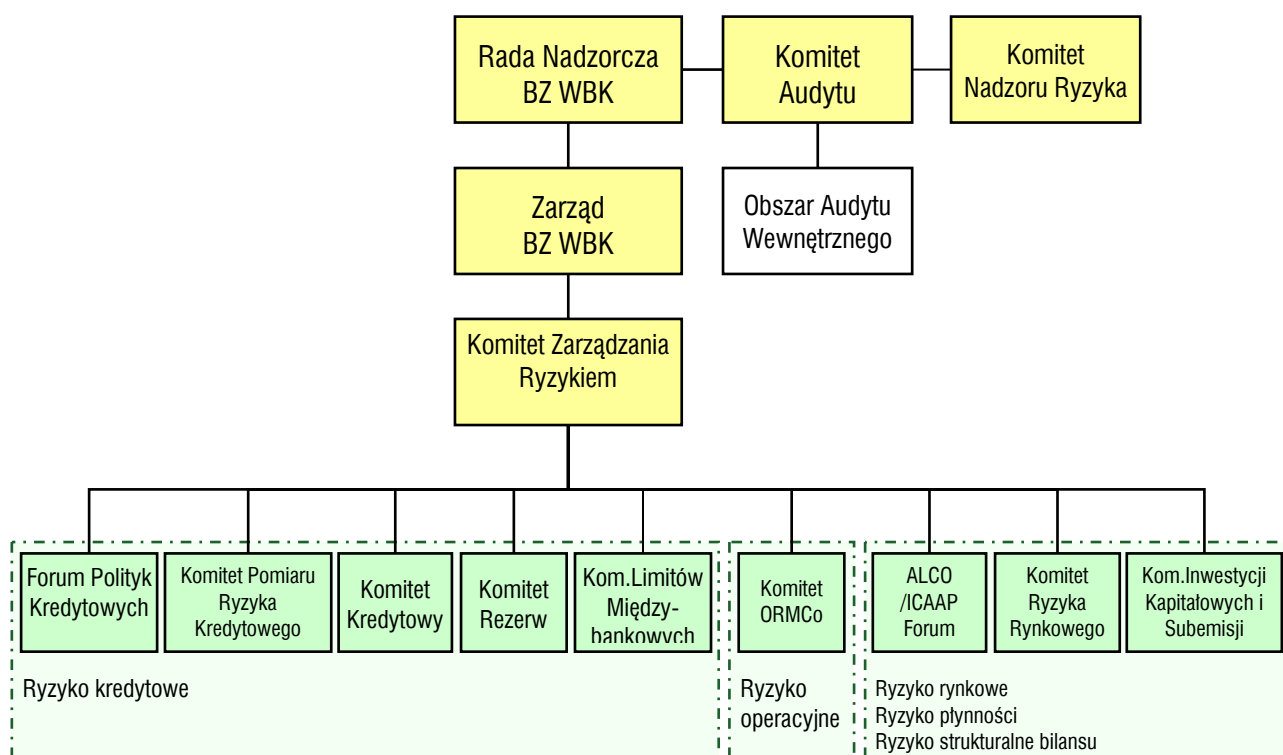 Rada Nadzorcza
BZ WBK
Komitet
Audytu
Komitet
Nadzoru Ryzyka
Zarząd
BZ WBK
Obszar Audytu
Wewnętrznego
Komitet Zarządzania
Ryzykiem
Forum Polityk
Kredytowych
Komitet Pomiaru
Ryzyka
Kredytowego
Komitet
Kredytowy
Komitet
Rezerw
Kom.Limitów
Między-
bankowych
Komitet
ORMCo
ALCO
/ICAAP
Forum
Komitet
Ryzyka
Rynkowego
Kom.Inwestycji
Kapitałowych i
Subemisji
Ryzyko kredytowe
Ryzyko
operacyjne
Ryzyko rynkowe
Ryzyko płynności
Ryzyko strukturalne bilansu